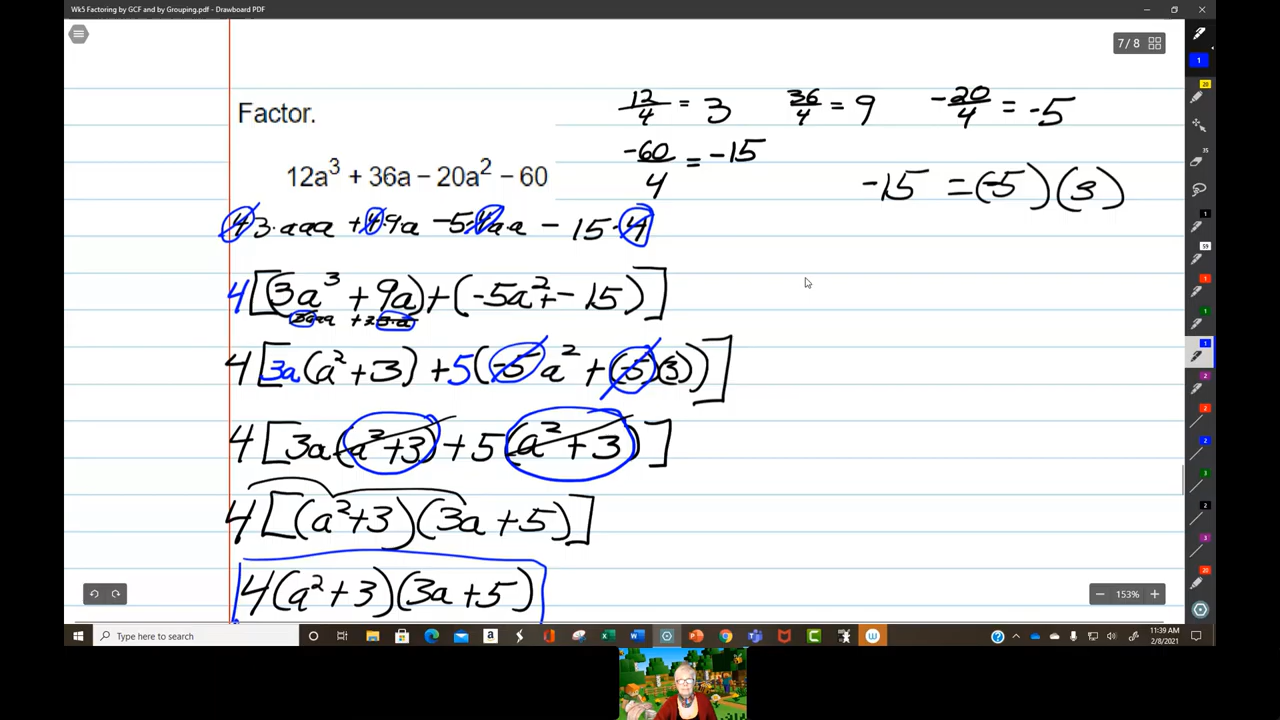 Wk5 Factoring by GCF and by Grouping.pdf - Drawboard PDF
7 / 8
Factor.
12/4 = 3   36/4 = 9   -20/4 = -5
-60/4 = -15
-15 = (-5)(3)
12a³ + 36a − 20a² − 60
4 3·aaa + 4·9a − 5·4a·a − 15·4
4[(3a³ + 9a) + (-5a² + - 15)]
4[3a(a² + 3) + 5((-5)a² + (-5)(3))]
4[3a(a² + 3) + 5(a² + 3)]
4[(a² + 3)(3a + 5)]
4(a² + 3)(3a + 5)
153%
Type here to search
11:39 AM
2/8/2021